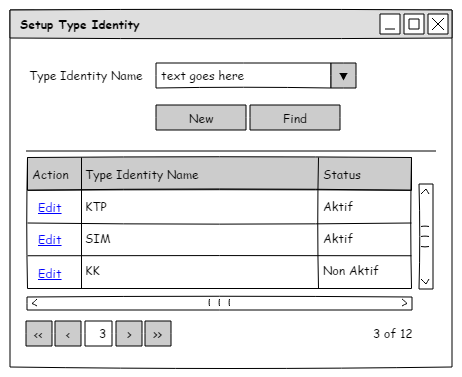 Setup Type Identity
Type Identity Name text goes here
New Find
Action Type Identity Name Status
Edit KTP Aktif
Edit SIM Aktif
Edit KK Non Aktif
<< < 3 > >> 3 of 12